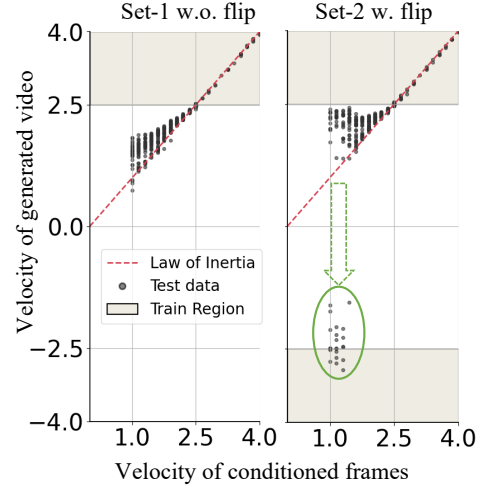 Set-1 w.o. flip
Set-2 w. flip
Velocity of generated video
4.0
2.5
0.0
−2.5
−4.0
Law of Inertia
Test data
Train Region
1.0 2.5 4.0
1.0 2.5 4.0
Velocity of conditioned frames